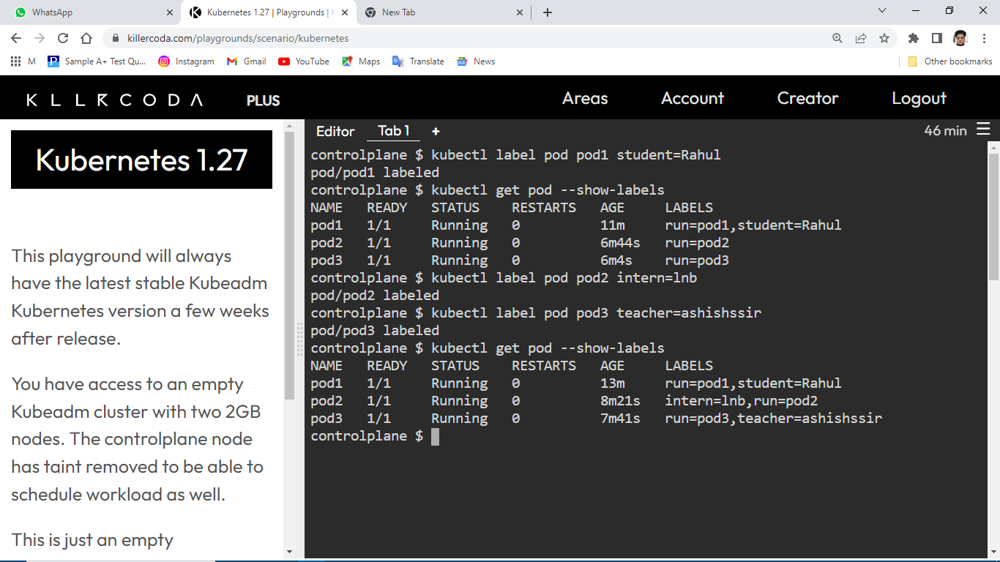 WhatsApp
Kubernetes 1.27 | Playgrounds |
New Tab
killercoda.com/playgrounds/scenario/kubernetes
M
Sample A+ Test Qu...
Instagram
Gmail
YouTube
Maps
Translate
News
Other bookmarks
KILLERCODA
PLUS
Areas
Account
Creator
Logout
Kubernetes 1.27
This playground will always
have the latest stable Kubeadm
Kubernetes version a few weeks
after release.
You have access to an empty
Kubeadm cluster with two 2GB
nodes. The controlplane node
has taint removed to be able to
schedule workload as well.
This is just an empty
Editor
Tab 1
+
46 min
controlplane $ kubectl label pod pod1 student=Rahul
pod/pod1 labeled
controlplane $ kubectl get pod --show-labels
NAME READY STATUS RESTARTS AGE LABELS
pod1 1/1 Running 0 11m run=pod1,student=Rahul
pod2 1/1 Running 0 6m44s run=pod2
pod3 1/1 Running 0 6m4s run=pod3
controlplane $ kubectl label pod pod2 intern=lnb
pod/pod2 labeled
controlplane $ kubectl label pod pod3 teacher=ashishssir
pod/pod3 labeled
controlplane $ kubectl get pod --show-labels
NAME READY STATUS RESTARTS AGE LABELS
pod1 1/1 Running 0 13m run=pod1,student=Rahul
pod2 1/1 Running 0 8m21s intern=lnb,run=pod2
pod3 1/1 Running 0 7m41s run=pod3,teacher=ashishssir
controlplane $